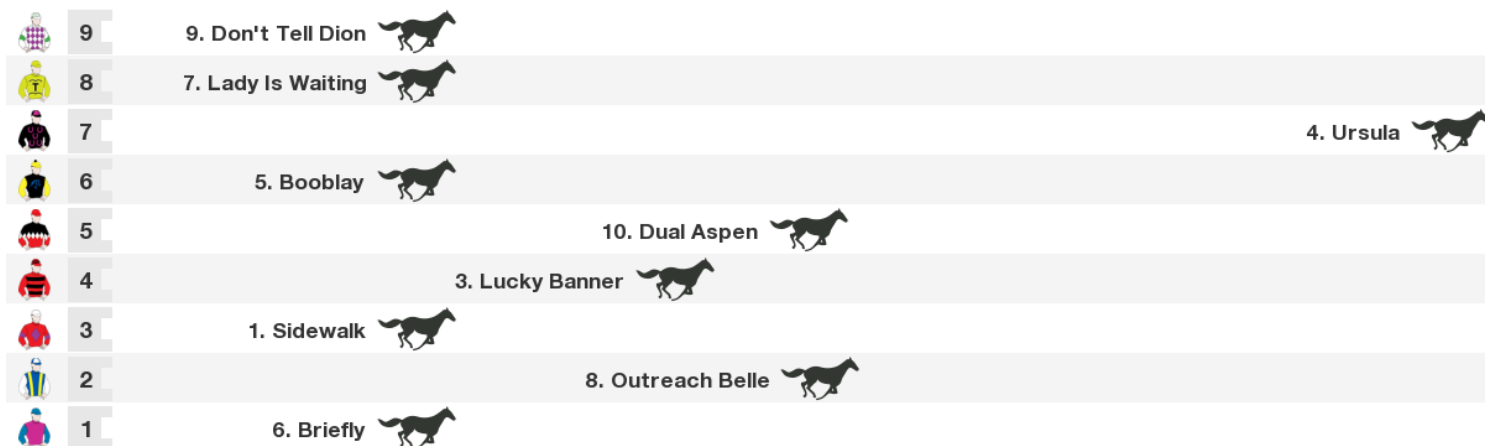 9 9. Don't Tell Dion
8 7. Lady Is Waiting
7 4. Ursula
6 5. Booblay
5 10. Dual Aspen
4 3. Lucky Banner
3 1. Sidewalk
2 8. Outreach Belle
1 6. Briefly